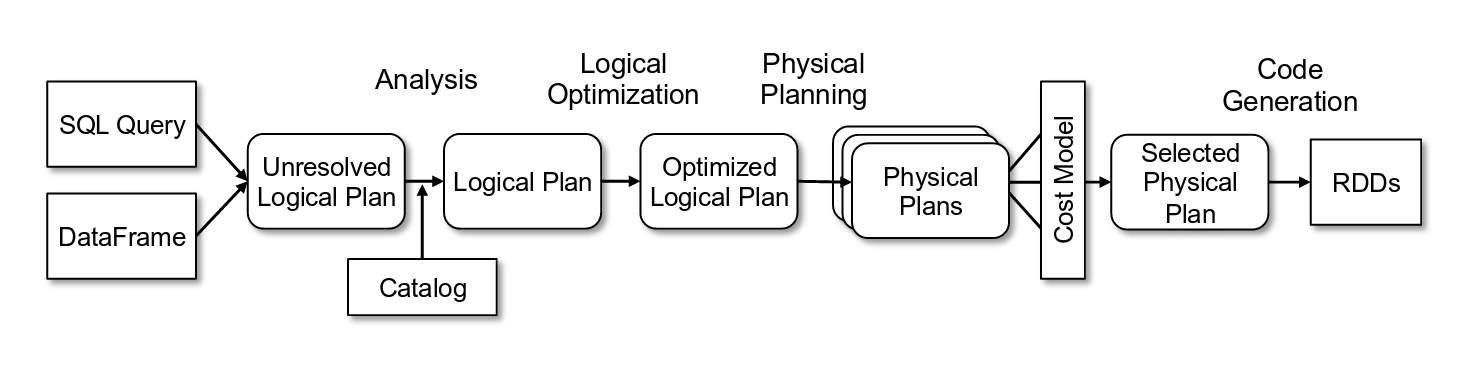 Analysis
Logical
Optimization
Physical
Planning
Code
Generation
SQL Query
DataFrame
Unresolved
Logical Plan
Catalog
Logical Plan
Optimized
Logical Plan
Physical
Plans
Cost Model
Selected
Physical
Plan
RDDs